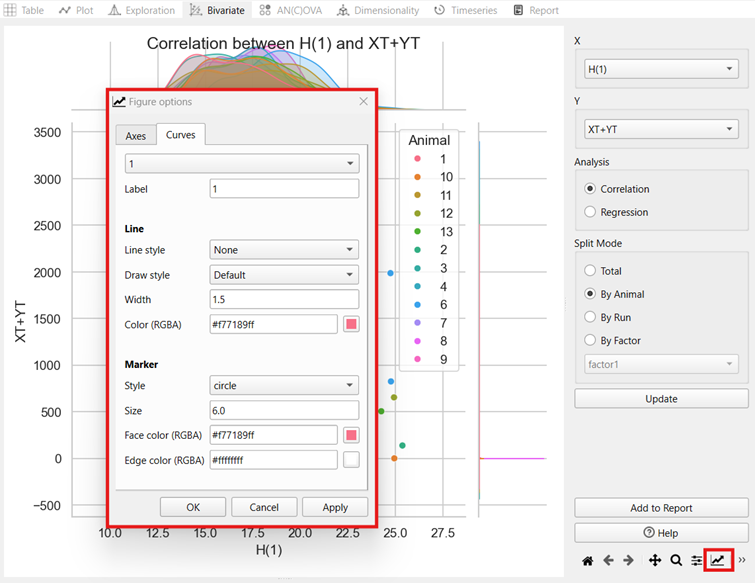 Table Plot Exploration Bivariate AN(C)OVA Dimensionality Timeseries Report
Correlation between H(1) and XT+YT
XT+YT
3500
3000
2500
2000
1500
1000
500
0
−500
10.0 12.5 15.0 17.5 20.0 22.5 25.0 27.5
H(1)
Animal
1
10
11
12
13
2
3
4
6
7
8
9
Figure options
Axes Curves
1
Label 1
Line
Line style None
Draw style Default
Width 1.5
Color (RGBA) #f77189ff
Marker
Style circle
Size 6.0
Face color (RGBA) #f77189ff
Edge color (RGBA) #ffffffff
OK Cancel Apply
X
H(1)
Y
XT+YT
Analysis
Correlation
Regression
Split Mode
Total
By Animal
By Run
By Factor
factor1
Update
Add to Report
Help